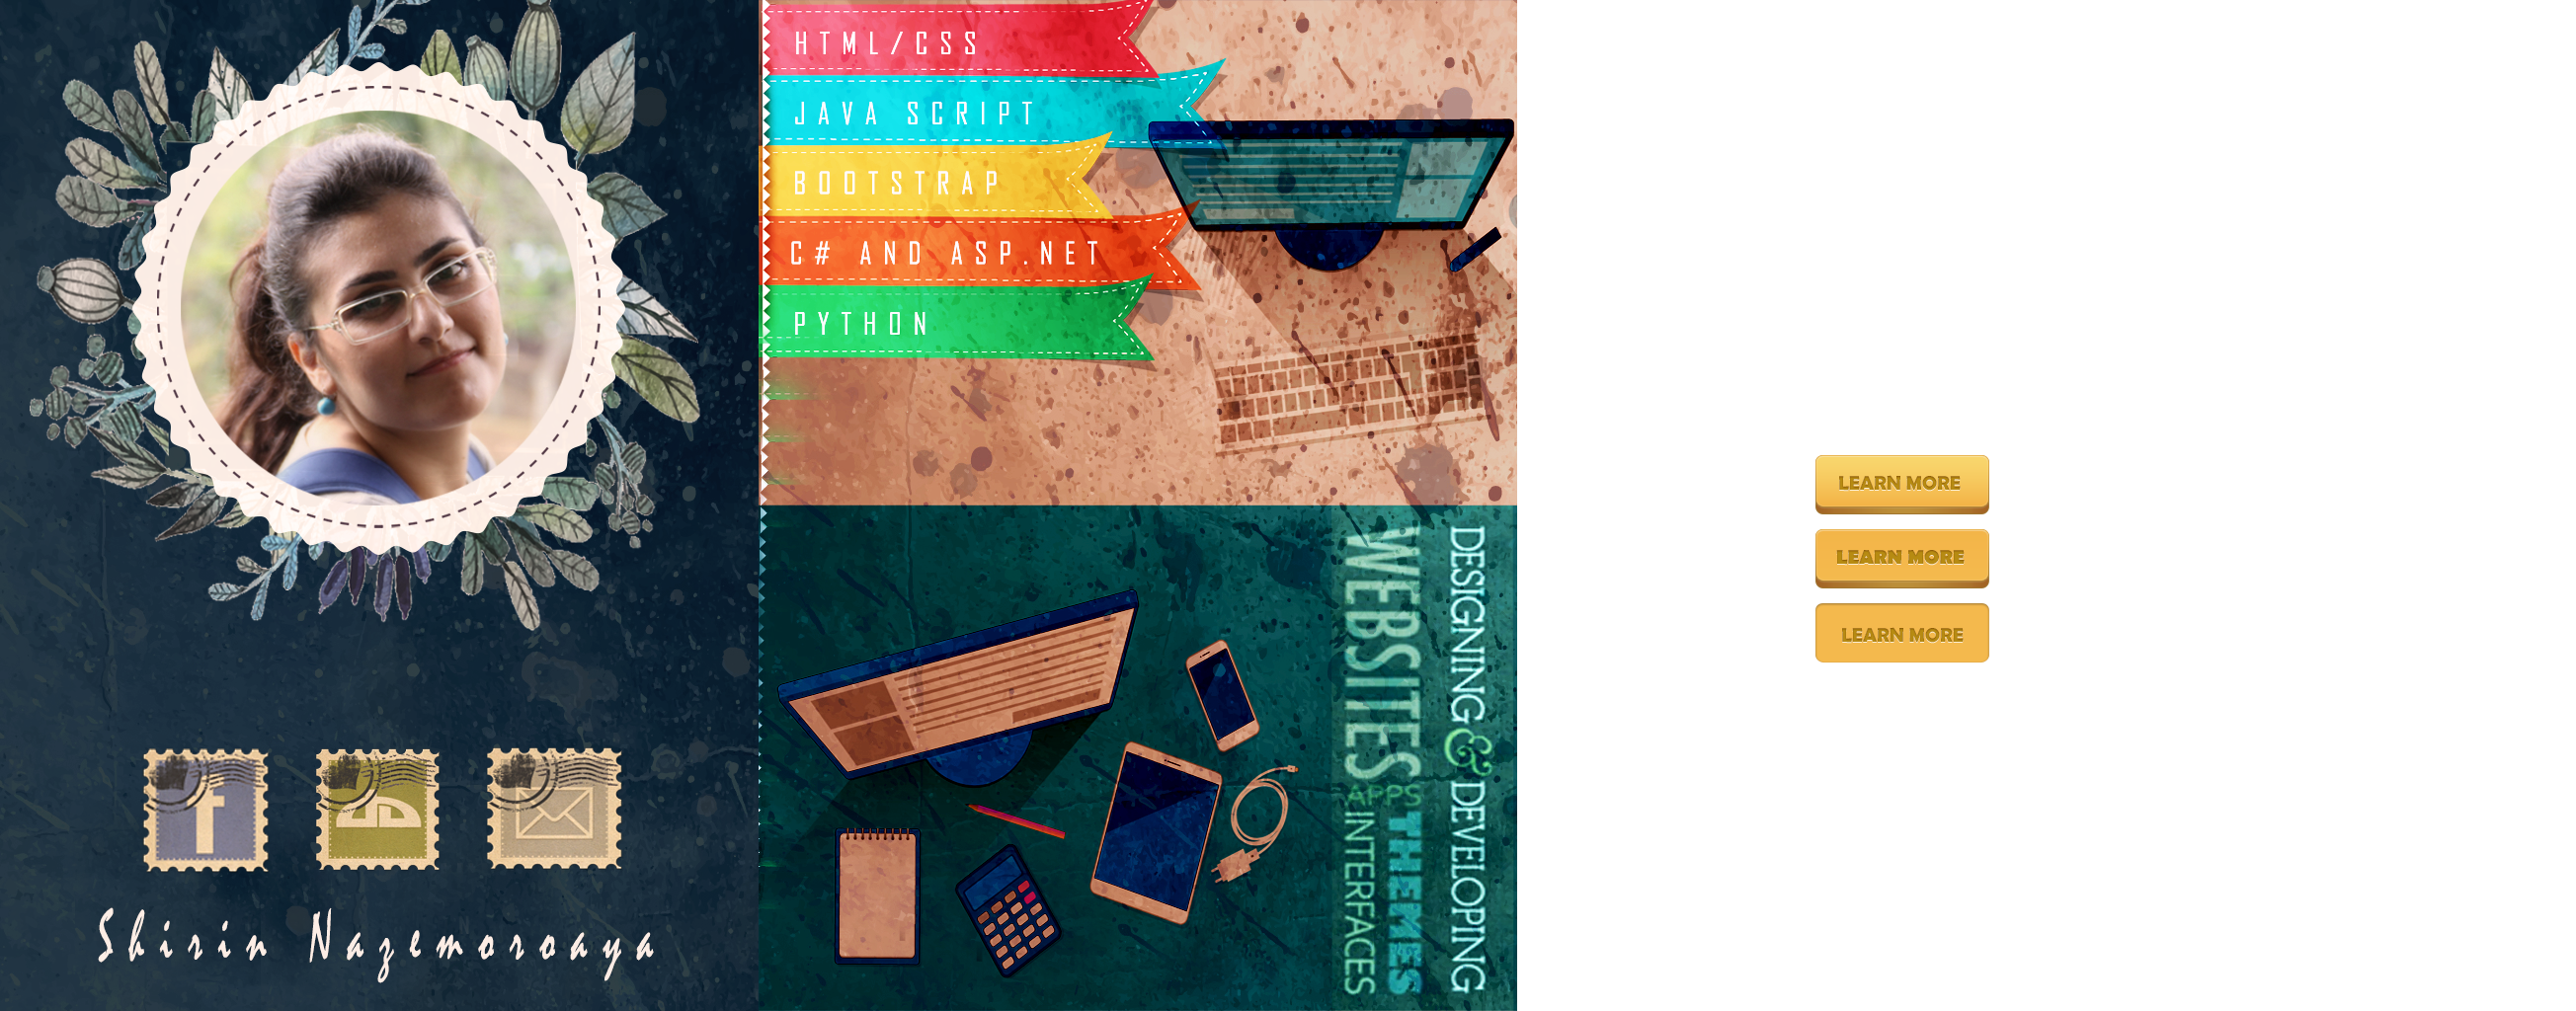 HTML/CSS
JAVA SCRIPT
BOOTSTRAP
C# AND ASP.NET
PYTHON
DESIGNING & DEVELOPING
WEBSITES
APPS THEMES
INTERFACES
Shirin Nazemoroaya
LEARN MORE
LEARN MORE
LEARN MORE